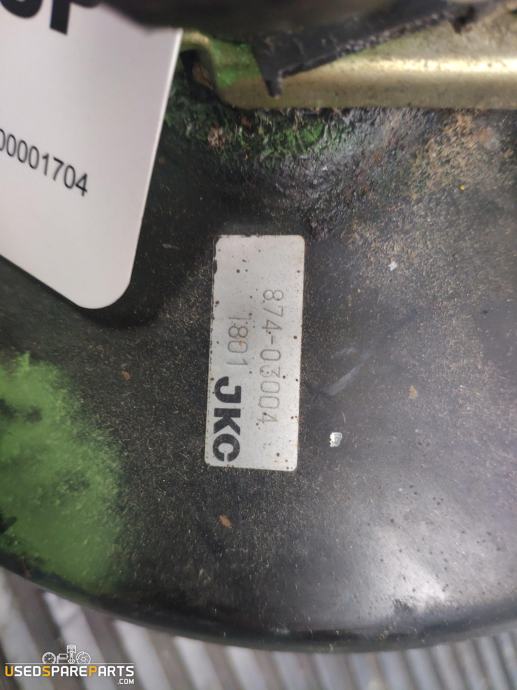 00001704
874-03004
1801
JKC
USEDSPAREPARTS
.COM